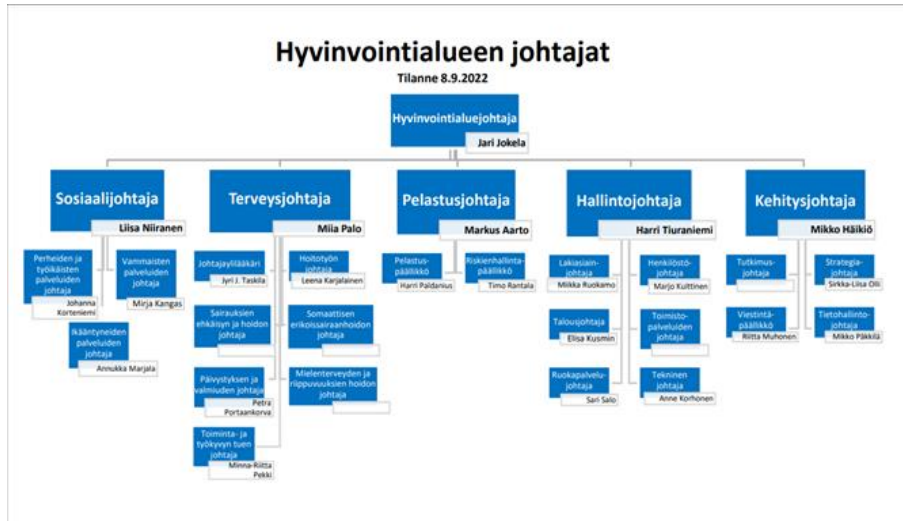 Hyvinvointialueen johtajat
Tilanne 8.9.2022
Hyvinvointialuejohtaja
Jari Jokela
Sosiaalijohtaja
Liisa Niiranen
Perheiden ja
työikäisten
palveluiden
johtaja
Johanna
Korteniemi
Vammaisten
palveluiden
johtaja
Mirja Kangas
Ikääntyneiden
palveluiden
johtaja
Annukka Marjala
Terveysjohtaja
Miia Palo
Johtajaylilääkäri
Jyri J. Taskila
Hoitotyön
johtaja
Leena Karjalainen
Sairauksien
ehkäisyn ja hoidon
johtaja
Somaattisen
erikoissairaanhoidon
johtaja
Päivystyksen ja
valmiuden johtaja
Petra
Portaankorva
Mielenterveyden ja
riippuvuuksien hoidon
johtaja
Toiminta- ja
työkyvyn tuen
johtaja
Minna-Riitta
Pekki
Pelastusjohtaja
Markus Aarto
Pelastus-
päällikkö
Harri Paldanius
Riskienhallinta-
päällikkö
Timo Rantala
Hallintojohtaja
Harri Tiuraniemi
Lakiasiain-
johtaja
Miikka Ruokamo
Henkilöstö-
johtaja
Marjo Kulttinen
Talousjohtaja
Elisa Kusmin
Toimisto-
palveluiden
johtaja
Ruokapalvelu-
johtaja
Sari Salo
Tekninen
johtaja
Anne Korhonen
Kehitysjohtaja
Mikko Häikiö
Tutkimus-
johtaja
Strategia-
johtaja
Sirkka-Liisa Olli
Viestintä-
päällikkö
Riitta Muhonen
Tietohallinto-
johtaja
Mikko Päkkilä